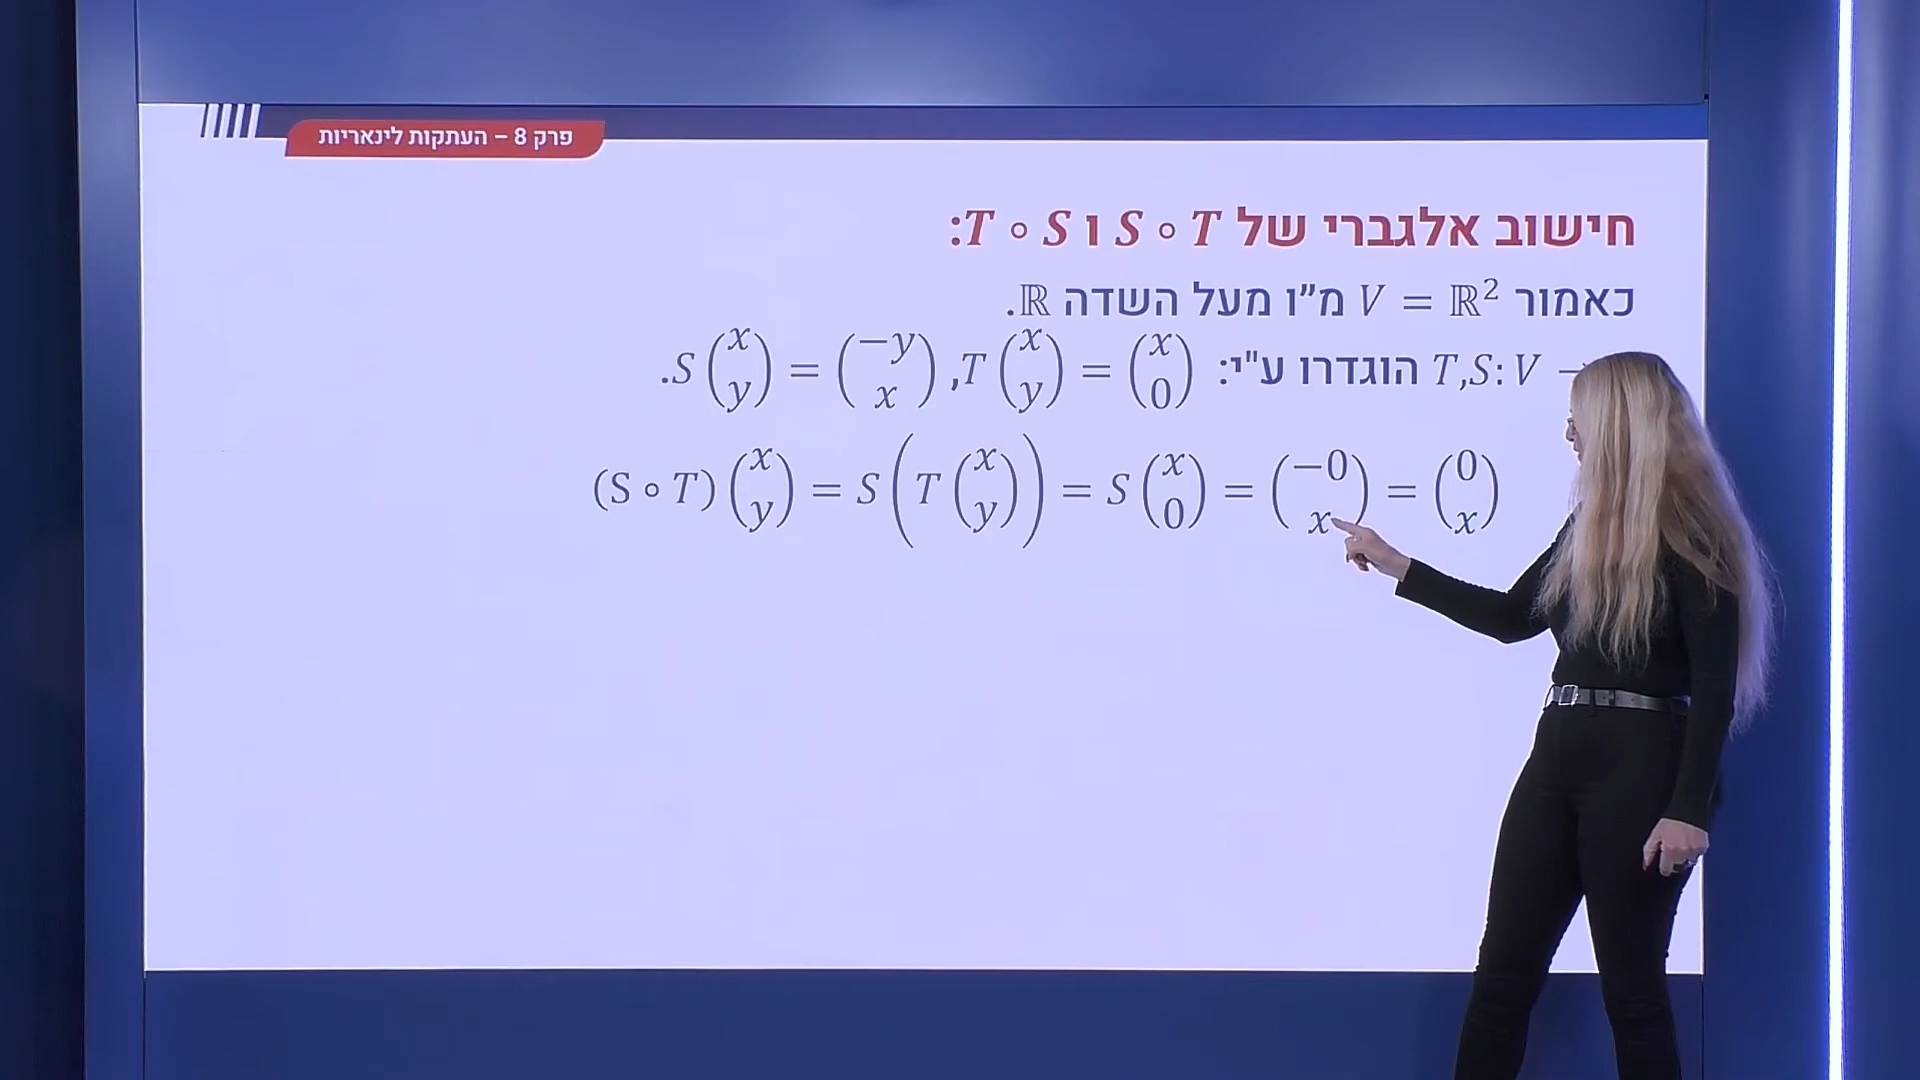 פרק 8 – העתקות לינאריות
חישוב אלגברי של S ∘ T ו T ∘ S:
כאמור V = ℝ² מ״ו מעל השדה ℝ.
T,S: V → הוגדרו ע"י: T(x y) = (x 0), S(x y) = (−y x).
(S ∘ T)(x y) = S(T(x y)) = S(x 0) = (−0 x) = (0 x)